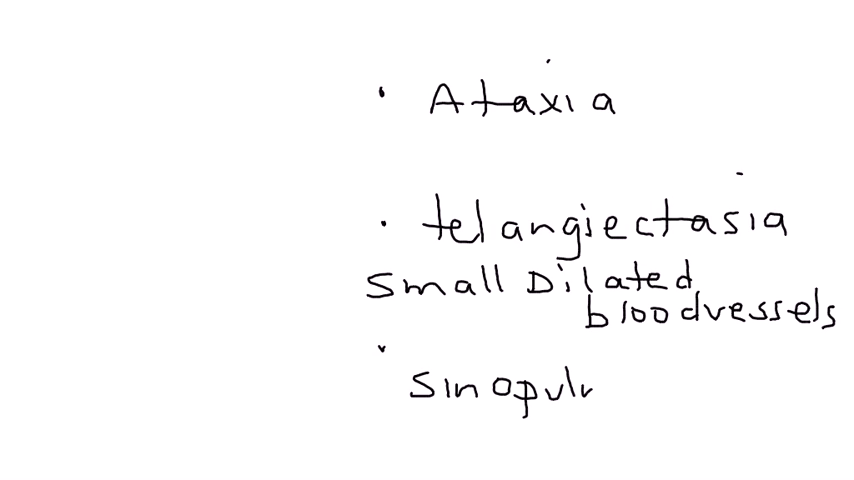 • Ataxia
• telangiectasia
Small Dilated
bloodvessels
• Sinopulr